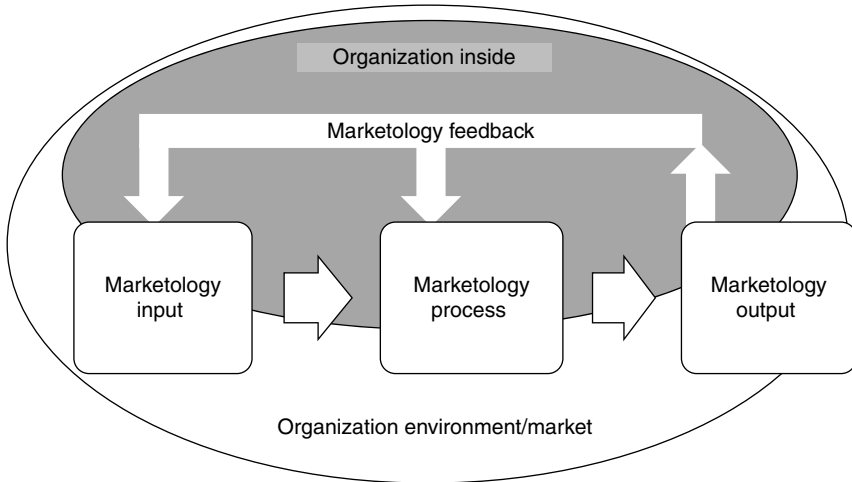 Organization inside
Marketology feedback
Marketology
input
Marketology
process
Marketology
output
Organization environment/market